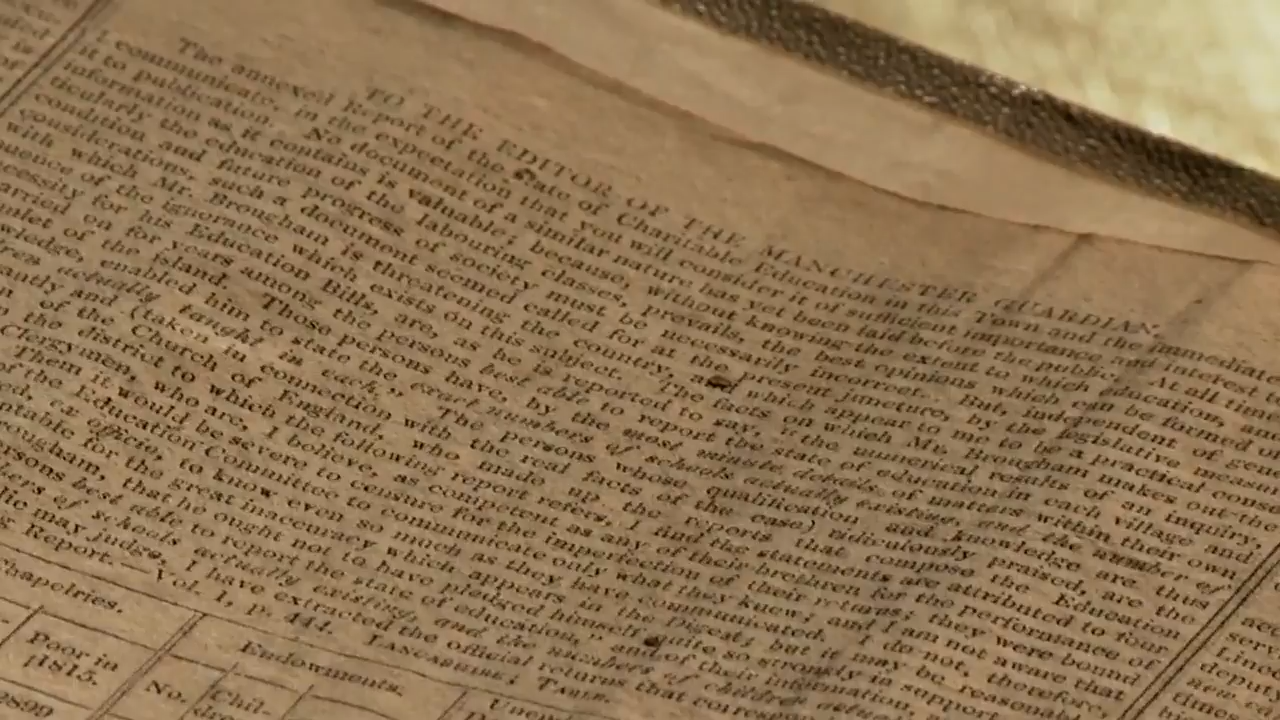 TO THE EDITOR OF THE MANCHESTER GUARDIAN.
The annexed Report of the State of Charitable Education in this Town and the immediate
I communicate, in the expectation that you will consider it of sufficient importance and interest to
it to publication. No document of a similar nature has yet been laid before the public. At all times
information as it contains is valuable; because, without knowing the extent to which education, and
ticularly the education of the labouring classes, prevails, the best opinions which can be formed of
condition and future progress of society must be necessarily incorrect. But, independent of gene
considerations, such a document seemed called for at the present juncture, by the legislative measur
with which Mr. Brougham is threatening the country, and which appear to me to be a practical cons
quence of the ignorance which exists on this subject. The facts on which Mr. Brougham makes out the
cessity for his Education Bills, are, as he is reported to say, "the numerical results of an inquiry,
arried on for years among the persons best able to report the state of education in each village and
mlet of the Island. Those persons have, by the most minute details of matters within their own
wledge, enabled him to state the exact numbers of schools actually existing, and the number of
actually taught in each." The persons whose qualification and knowledge are thus
antly and (taken in connection with the real facts of the case) ridiculously praised, are the
of the Church of England, who made up the reports that compose the Education
the district to which the following report refers, I find the statements are attributed to four
Clergymen, who are, I believe, as competent as any of their brethren for the performance of
Them it would be severe to censure for the imperfection of their returns; they were bond
of the Education Committee to communicate only what they knew; and I am not aware that
ex officio, to know even so much as they have communicated. I do not, therefore,
ntable for the great inaccuracy which appears in the Digest; but it may be reasonab
rougham, that he ought not to have pledged himself quite so strongly in support
rsons best able to report the state of education," and of their information,
bers of schools actually existing, and the numbers of children actual
lic may judge, I have extracted the official returns that correspon
Report.—Vol. 1, p. 441. LANCASHIRE TABLE
Chapelries.
Endowments.
Poor in
1815.
No.
Chil-